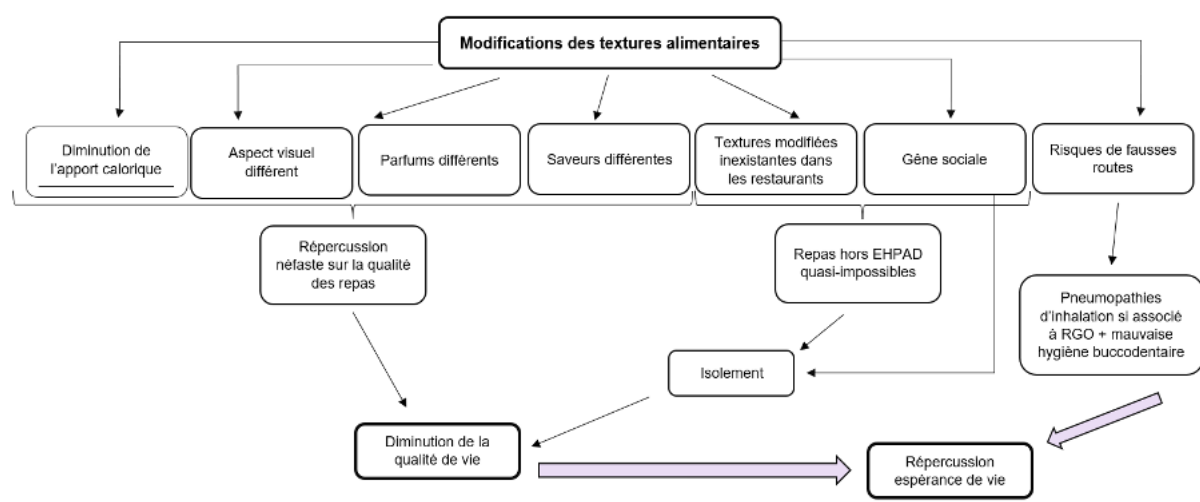 Modifications des textures alimentaires
Diminution de
l'apport calorique
Aspect visuel
différent
Parfums différents
Saveurs différentes
Textures modifiées
inexistantes dans
les restaurants
Gêne sociale
Risques de fausses
routes
Répercussion
néfaste sur la qualité
des repas
Repas hors EHPAD
quasi-impossibles
Pneumopathies
d'inhalation si associé
à RGO + mauvaise
hygiène buccodentaire
Isolement
Diminution de la
qualité de vie
Répercussion
espérance de vie